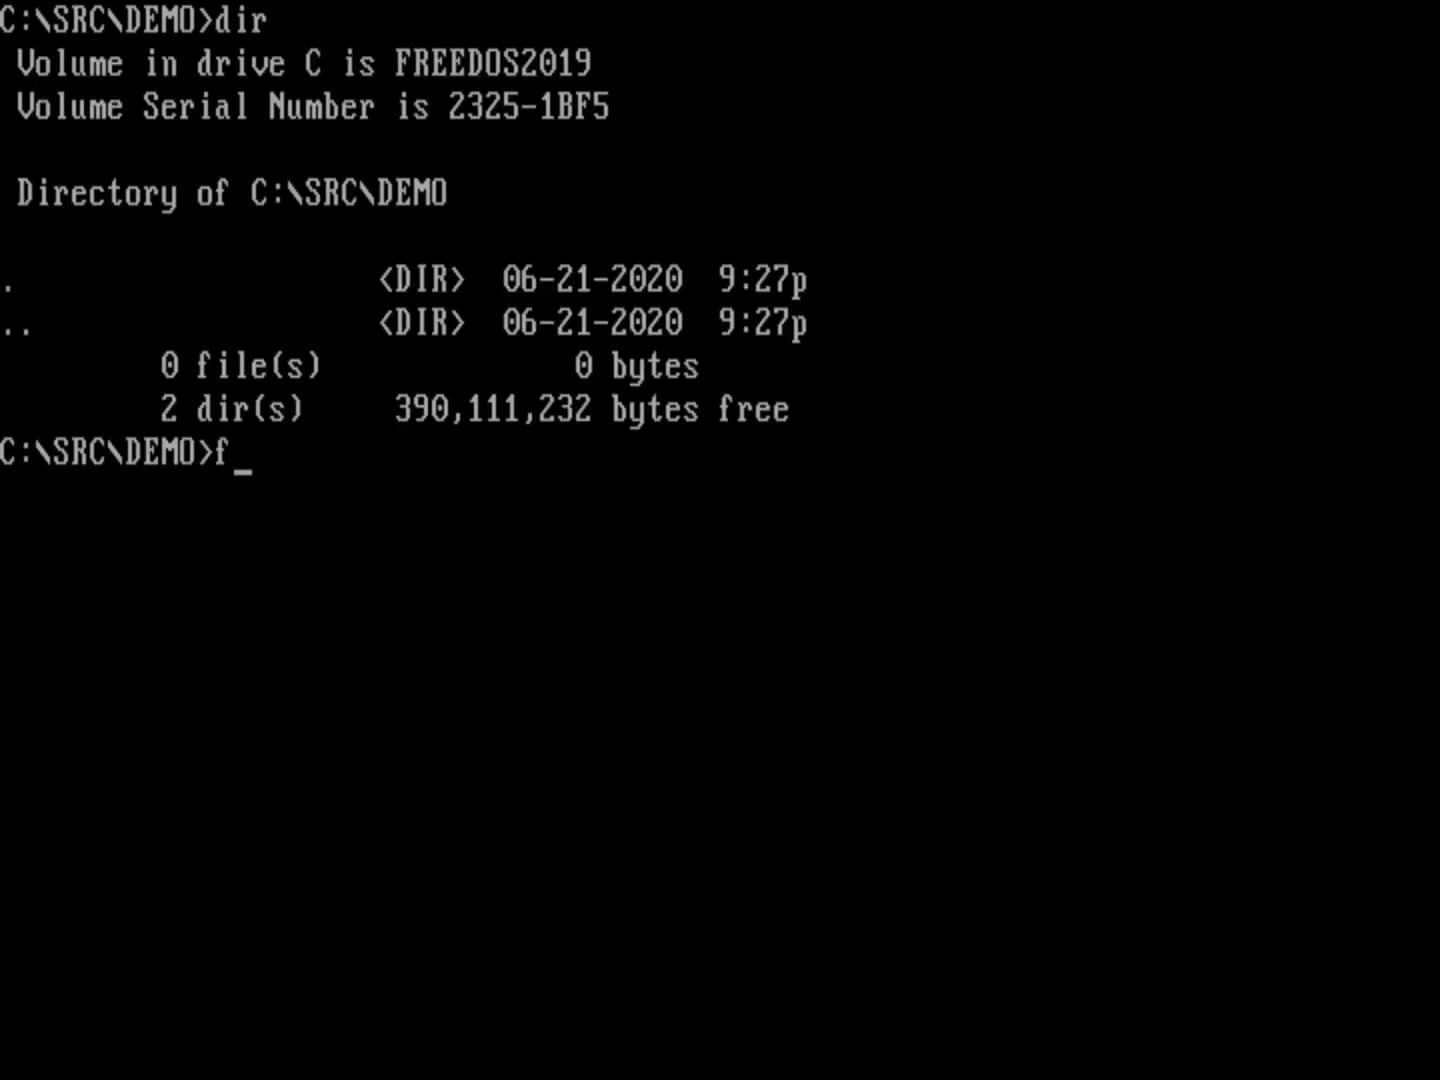 C:\SRC\DEMO>dir
Volume in drive C is FREEDOS2019
Volume Serial Number is 2325-1BF5
Directory of C:\SRC\DEMO
. <DIR> 06-21-2020 9:27p
.. <DIR> 06-21-2020 9:27p
0 file(s) 0 bytes
2 dir(s) 390,111,232 bytes free
C:\SRC\DEMO>f_